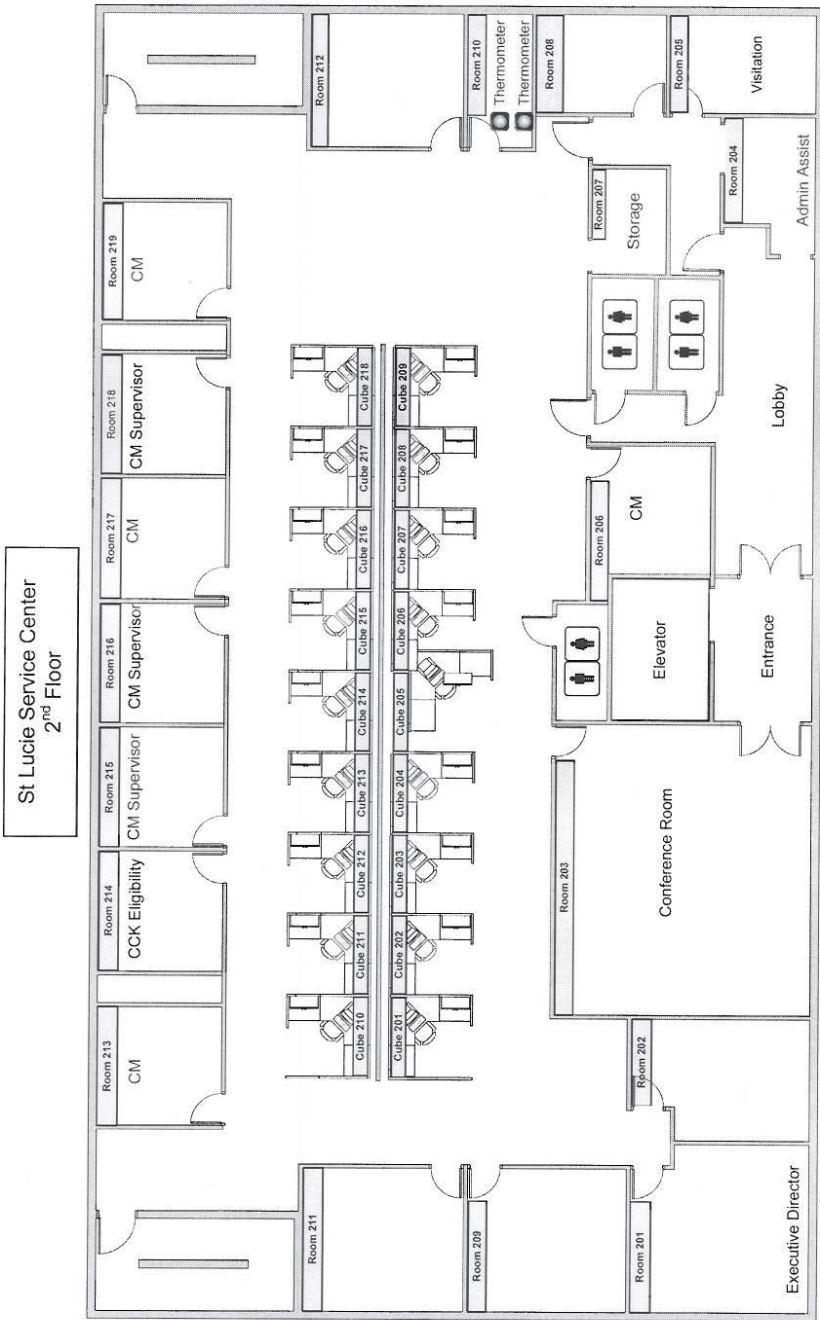 St Lucie Service Center
2nd Floor
Room 213
CM
Room 214
CCK Eligibility
Room 215
CM Supervisor
Room 216
CM Supervisor
Room 217
CM
Room 218
CM Supervisor
Room 219
CM
Room 211
Room 212
Cube 210
Cube 211
Cube 212
Cube 213
Cube 214
Cube 215
Cube 216
Cube 217
Cube 218
Cube 201
Cube 202
Cube 203
Cube 204
Cube 205
Cube 206
Cube 207
Cube 208
Cube 209
Room 209
Room 210
Thermometer
Thermometer
Room 201
Executive Director
Room 202
Room 203
Conference Room
Elevator
Entrance
Room 206
CM
Lobby
Room 207
Storage
Room 208
Room 204
Admin Assist
Room 205
Visitation